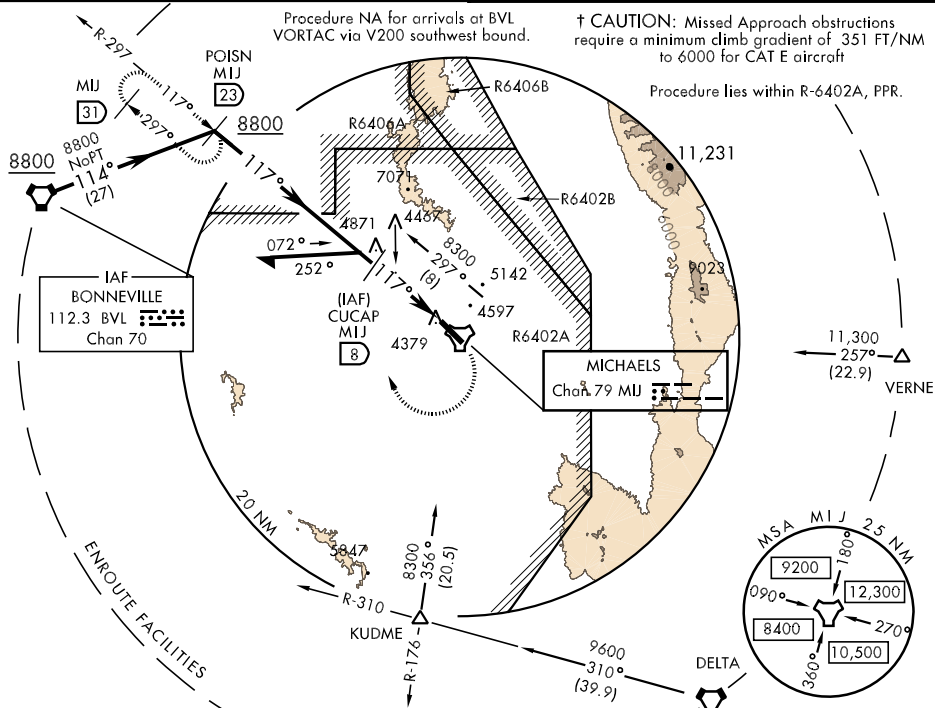 Procedure NA for arrivals at BVL
VORTAC via V200 southwest bound.
† CAUTION: Missed Approach obstructions
require a minimum climb gradient of 351 FT/NM
to 6000 for CAT E aircraft
Procedure lies within R-6402A, PPR.
R-297
POISN
MIJ
23
MIJ
31
117°
297°
8800
8800
8800
NoPT
114°
(27)
117°
R6406B
R6406A
7071
11,231
8000
6000
R6402B
4871
4467
072°
252°
8300
297°
(8)
5142
4597
9023
117°
IAF
BONNEVILLE
112.3 BVL
Chan 70
(IAF)
CUCAP
MIJ
8
4379
R6402A
MICHAELS
Chan 79 MIJ
11,300
257°
(22.9)
VERNE
20 NM
5847
8300
356°
(20.5)
R-310
KUDME
R-176
9600
310°
(39.9)
DELTA
ENROUTE FACILITIES
MSA MIJ 25 NM
180°
9200
12,300
090°
270°
8400
10,500
360°